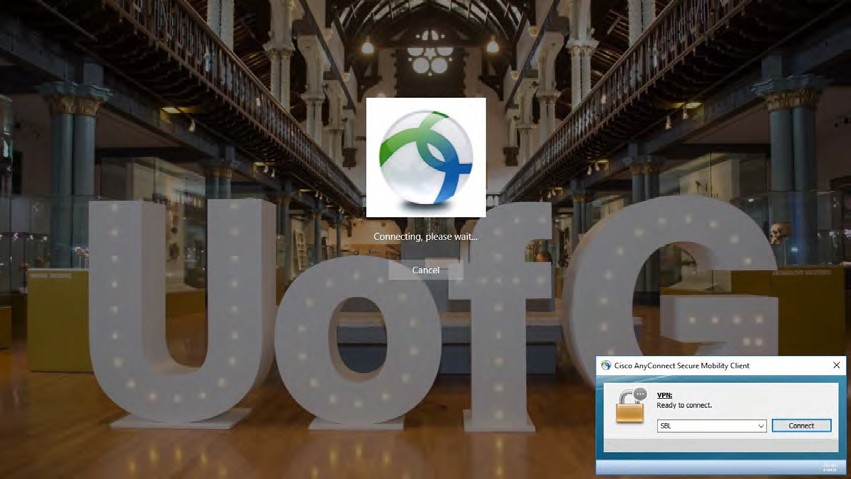 UofG
Connecting, please wait...
Cancel
Cisco AnyConnect Secure Mobility Client
VPN:
Ready to connect.
SBL
Connect